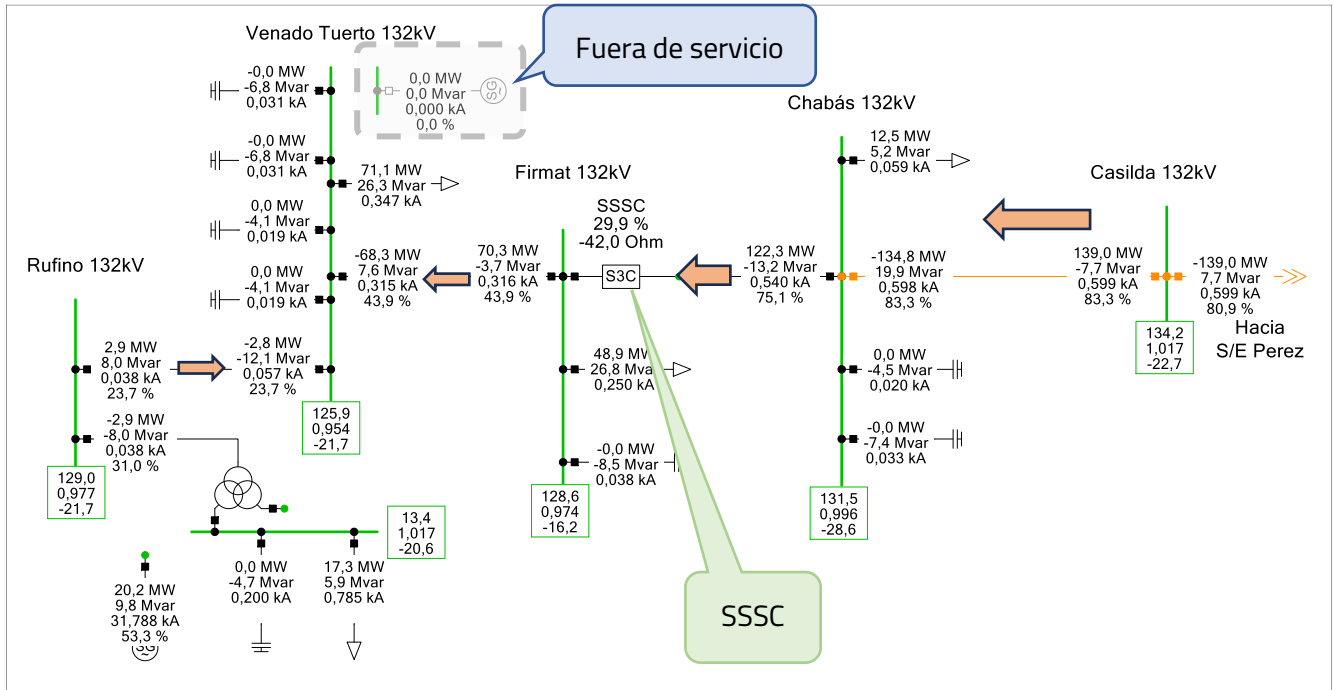 Venado Tuerto 132kV
Fuera de servicio
-0,0 MW
-6,8 Mvar
0,031 kA
0,0 MW
0,0 Mvar
0,000 kA
0,0 %
SG
~
-0,0 MW
-6,8 Mvar
0,031 kA
71,1 MW
26,3 Mvar
0,347 kA
0,0 MW
-4,1 Mvar
0,019 kA
0,0 MW
-4,1 Mvar
0,019 kA
-68,3 MW
7,6 Mvar
0,315 kA
43,9 %
-2,8 MW
-12,1 Mvar
0,057 kA
23,7 %
125,9
0,954
-21,7
Rufino 132kV
2,9 MW
8,0 Mvar
0,038 kA
23,7 %
-2,9 MW
-8,0 Mvar
0,038 kA
31,0 %
129,0
0,977
-21,7
13,4
1,017
-20,6
20,2 MW
9,8 Mvar
31,788 kA
53,3 %
SG
0,0 MW
-4,7 Mvar
0,200 kA
17,3 MW
5,9 Mvar
0,785 kA
Firmat 132kV
SSSC
29,9 %
-42,0 Ohm
S3C
70,3 MW
-3,7 Mvar
0,316 kA
43,9 %
48,9 MW
26,8 Mvar
0,250 kA
-0,0 MW
-8,5 Mvar
0,038 kA
128,6
0,974
-16,2
SSSC
Chabás 132kV
12,5 MW
5,2 Mvar
0,059 kA
122,3 MW
-13,2 Mvar
0,540 kA
75,1 %
-134,8 MW
19,9 Mvar
0,598 kA
83,3 %
0,0 MW
-4,5 Mvar
0,020 kA
-0,0 MW
-7,4 Mvar
0,033 kA
131,5
0,996
-28,6
Casilda 132kV
139,0 MW
-7,7 Mvar
0,599 kA
83,3 %
-139,0 MW
7,7 Mvar
0,599 kA
80,9 %
Hacia
S/E Perez
134,2
1,017
-22,7